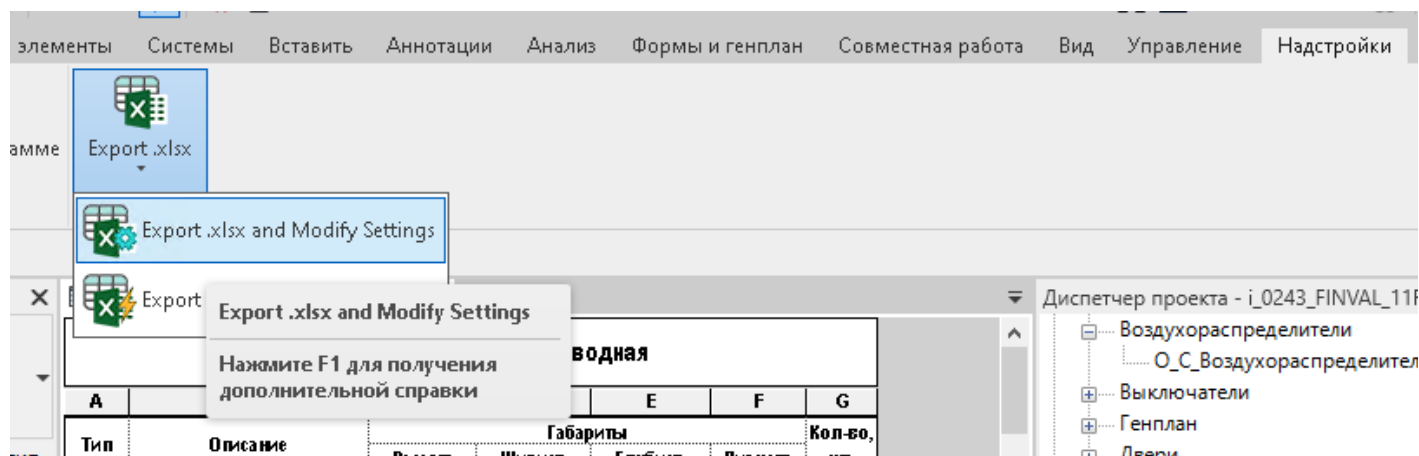 элементы Системы Вставить Аннотации Анализ Формы и генплан Совместная работа Вид Управление Надстройки
амме
Export .xlsx
Export .xlsx and Modify Settings
Export
Export .xlsx and Modify Settings
Нажмите F1 для получения
дополнительной справки
водная
A E F G
Тип Описание Габариты Кол-во,
Диспетчер проекта - i_0243_FINVAL_11
Воздухораспределители
О_С_Воздухораспределител
Выключатели
Генплан
Двери